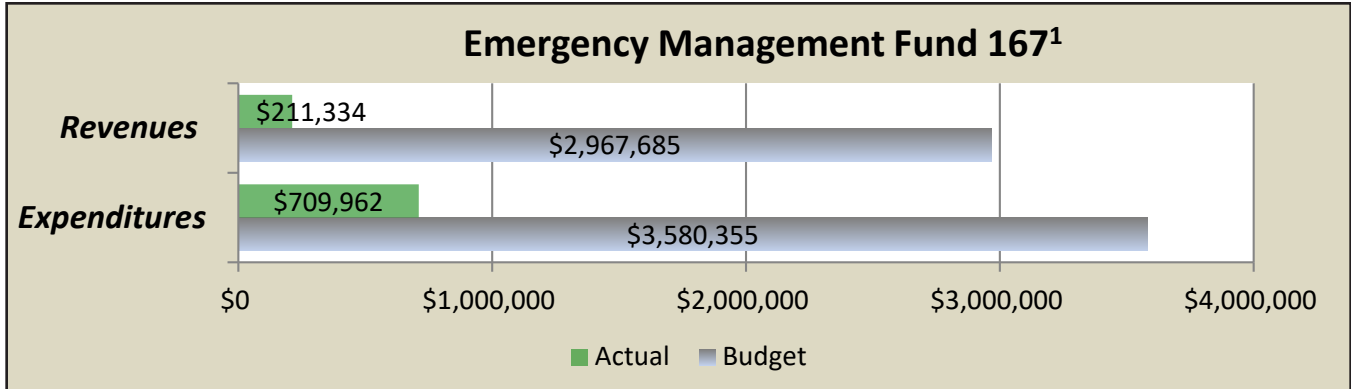 Emergency Management Fund 167¹
Revenues
$211,334
$2,967,685
Expenditures
$709,962
$3,580,355
$0 $1,000,000 $2,000,000 $3,000,000 $4,000,000
Actual Budget